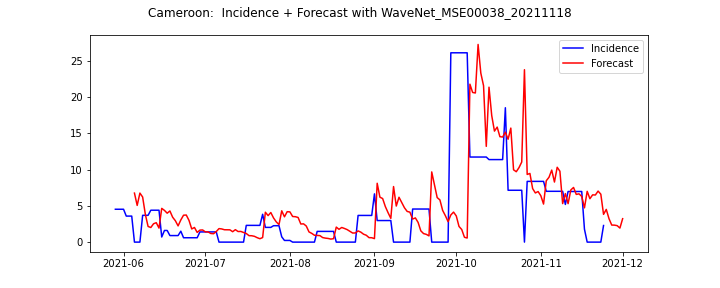 Cameroon:  Incidence + Forecast with WaveNet_MSE00038_20211118
Incidence
Forecast
25
20
15
10
5
0
2021-06 2021-07 2021-08 2021-09 2021-10 2021-11 2021-12